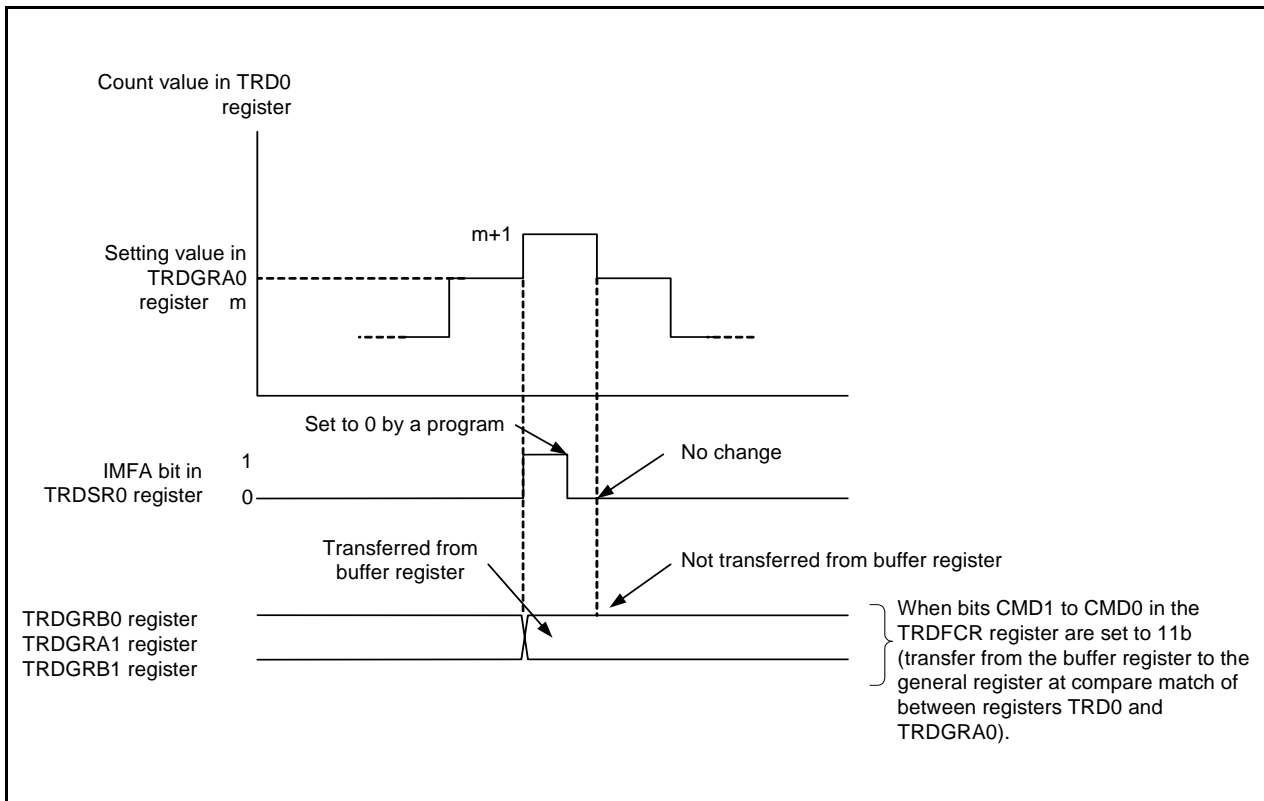 Count value in TRD0
register
m+1
Setting value in
TRDGRA0
register m
Set to 0 by a program
No change
IMFA bit in
TRDSR0 register
1
0
Transferred from
buffer register
Not transferred from buffer register
TRDGRB0 register
TRDGRA1 register
TRDGRB1 register
When bits CMD1 to CMD0 in the
TRDFCR register are set to 11b
(transfer from the buffer register to the
general register at compare match of
between registers TRD0 and
TRDGRA0).